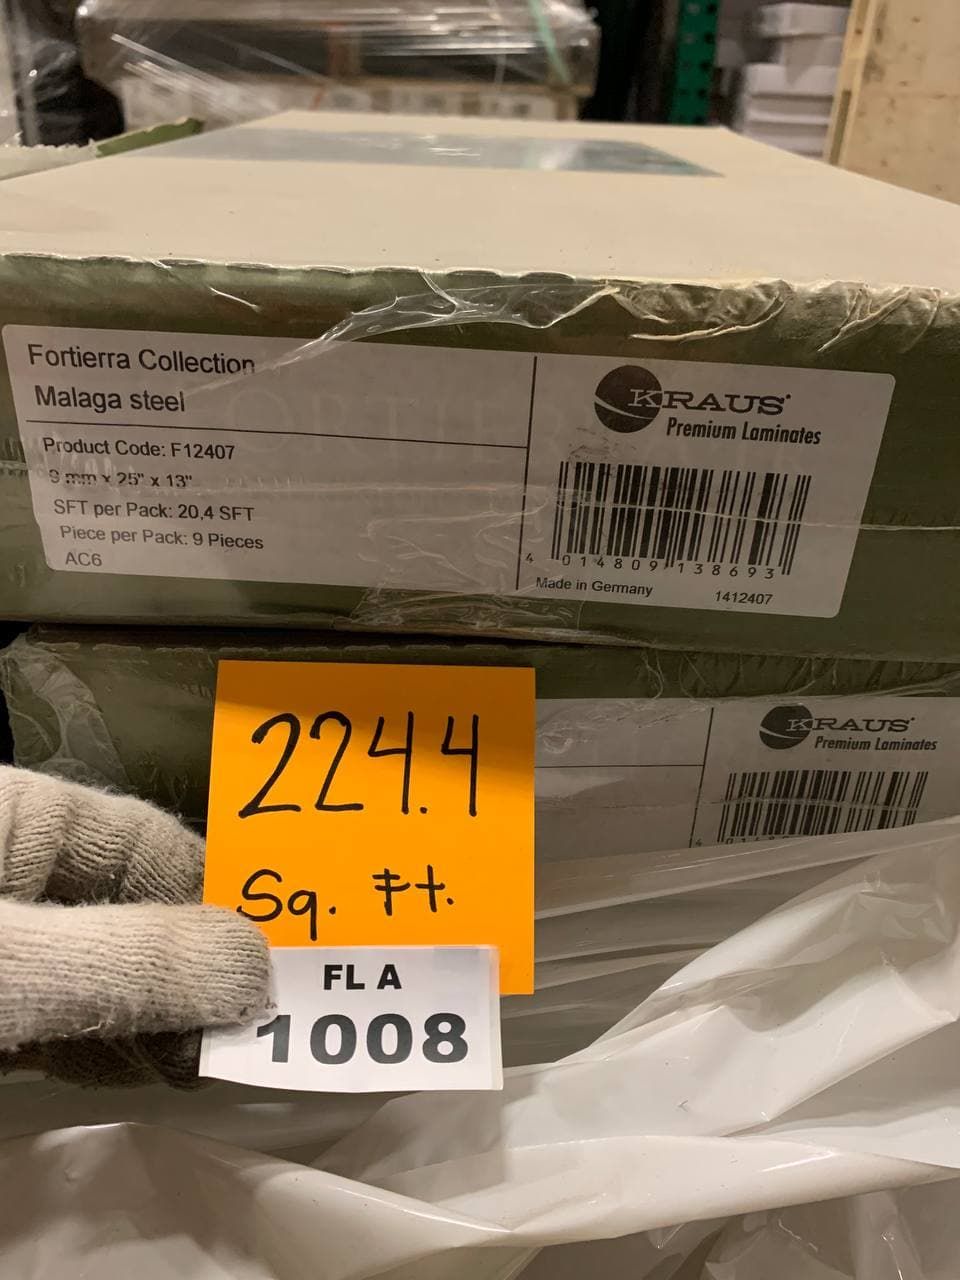 Fortierra Collection
Malaga steel
Product Code: F12407
9 mm x 25" x 13"
SFT per Pack: 20,4 SFT
Piece per Pack: 9 Pieces
AC6
KRAUS
Premium Laminates
4 014809 138693
Made in Germany
1412407
KRAUS
Premium Laminates
224.4
Sq. Ft.
FL A
1008